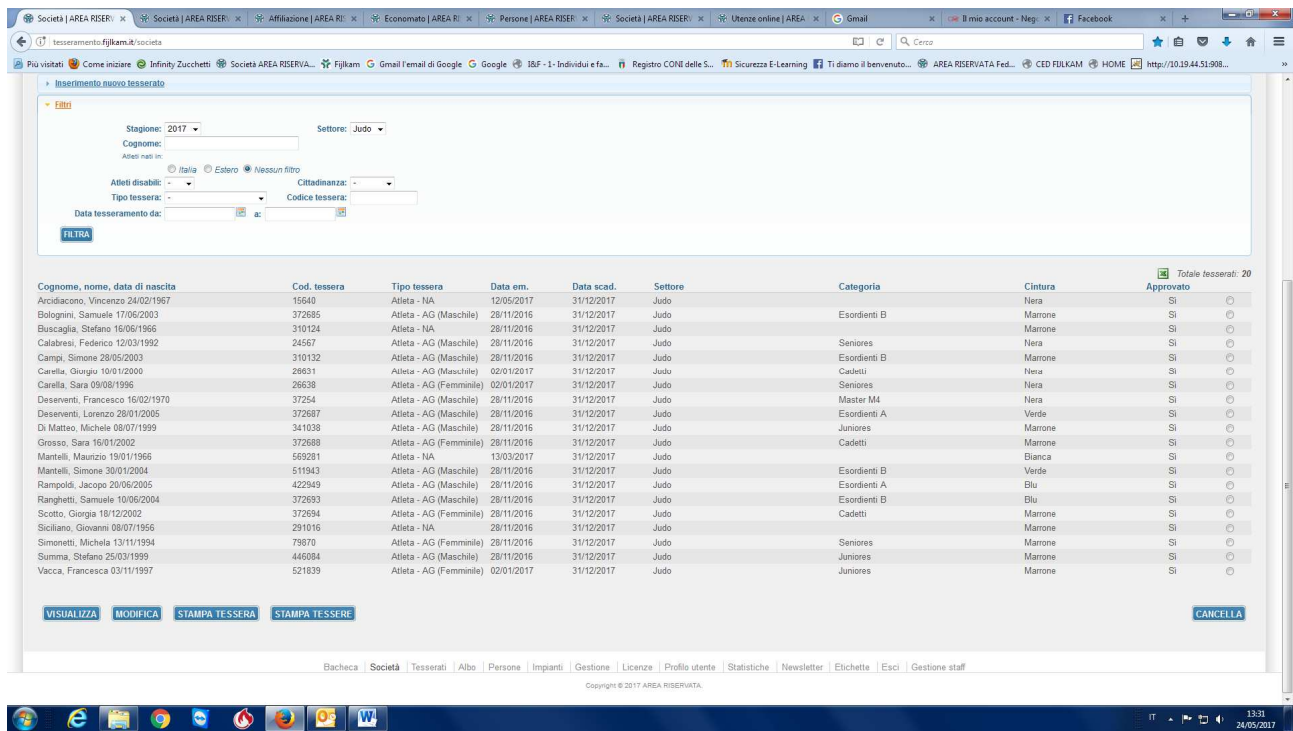 Società | AREA RISERV × Società | AREA RISERV × Affiliazione | AREA RIS × Economato | AREA RI × Persone | AREA RISER × Società | AREA RISERV × Utenze online | AREA × Gmail × Il mio account - Neg × Facebook × +
tesseramento.fijlkam.it/societa Cerca
Più visitati Come iniziare Infinity Zucchetti Società AREA RISERVA... Fijlkam Gmail l'email di Google Google I&F - 1- Individui e fa... Registro CONI delle S... Sicurezza E-Learning Ti diamo il benvenuto... AREA RISERVATA Fed... CED FIJLKAM HOME http://10.19.44.51:908... »
Inserimento nuovo tesserato
Filtri
Stagione: 2017 Settore: Judo
Cognome:
Atleti nati in:
Italia Estero Nessun filtro
Atleti disabili: - Cittadinanza: -
Tipo tessera: - Codice tessera:
Data tesseramento da: a:
FILTRA
Totale tesserati: 20
Cognome, nome, data di nascita Cod. tessera Tipo tessera Data em. Data scad. Settore Categoria Cintura Approvato
Arcidiacono, Vincenzo 24/02/1967 15640 Atleta - NA 12/05/2017 31/12/2017 Judo Nera Sì
Bolognini, Samuele 17/06/2003 372685 Atleta - AG (Maschile) 28/11/2016 31/12/2017 Judo Esordienti B Marrone Sì
Buscaglia, Stefano 16/06/1966 310124 Atleta - NA 28/11/2016 31/12/2017 Judo Marrone Sì
Calabresi, Federico 12/03/1992 24567 Atleta - AG (Maschile) 28/11/2016 31/12/2017 Judo Seniores Nera Sì
Campi, Simone 28/05/2003 310132 Atleta - AG (Maschile) 28/11/2016 31/12/2017 Judo Esordienti B Marrone Sì
Carella, Giorgio 10/01/2000 26631 Atleta - AG (Maschile) 02/01/2017 31/12/2017 Judo Cadetti Nera Sì
Carella, Sara 09/08/1996 26638 Atleta - AG (Femminile) 02/01/2017 31/12/2017 Judo Seniores Nera Sì
Deserventi, Francesco 16/02/1970 37254 Atleta - AG (Maschile) 28/11/2016 31/12/2017 Judo Master M4 Nera Sì
Deserventi, Lorenzo 28/01/2005 372687 Atleta - AG (Maschile) 28/11/2016 31/12/2017 Judo Esordienti A Verde Sì
Di Matteo, Michele 08/07/1999 341038 Atleta - AG (Maschile) 28/11/2016 31/12/2017 Judo Juniores Marrone Sì
Grosso, Sara 16/01/2002 372688 Atleta - AG (Femminile) 28/11/2016 31/12/2017 Judo Cadetti Marrone Sì
Mantelli, Maurizio 19/01/1966 569281 Atleta - NA 13/03/2017 31/12/2017 Judo Bianca Sì
Mantelli, Simone 30/01/2004 511943 Atleta - AG (Maschile) 28/11/2016 31/12/2017 Judo Esordienti B Verde Sì
Rampoldi, Jacopo 20/06/2005 422949 Atleta - AG (Maschile) 28/11/2016 31/12/2017 Judo Esordienti A Blu Sì
Ranghetti, Samuele 10/06/2004 372693 Atleta - AG (Maschile) 28/11/2016 31/12/2017 Judo Esordienti B Blu Sì
Scotto, Giorgia 18/12/2002 372694 Atleta - AG (Femminile) 28/11/2016 31/12/2017 Judo Cadetti Marrone Sì
Siciliano, Giovanni 08/07/1956 291016 Atleta - NA 28/11/2016 31/12/2017 Judo Marrone Sì
Simonetti, Michela 13/11/1994 79870 Atleta - AG (Femminile) 28/11/2016 31/12/2017 Judo Seniores Marrone Sì
Summa, Stefano 25/03/1999 446084 Atleta - AG (Maschile) 28/11/2016 31/12/2017 Judo Juniores Marrone Sì
Vacca, Francesca 03/11/1997 521839 Atleta - AG (Femminile) 02/01/2017 31/12/2017 Judo Juniores Marrone Sì
VISUALIZZA MODIFICA STAMPA TESSERA STAMPA TESSERE CANCELLA
Bacheca | Società | Tesserati | Albo | Persone | Impianti | Gestione | Licenze | Profilo utente | Statistiche | Newsletter | Etichette | Esci | Gestione staff
Copyright © 2017 AREA RISERVATA
IT 13:31
24/05/2017